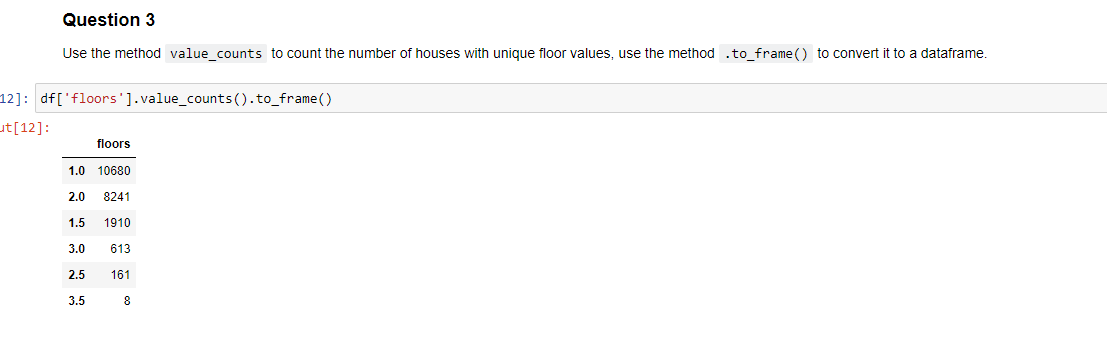 Question 3
Use the method value_counts to count the number of houses with unique floor values, use the method .to_frame() to convert it to a dataframe.
12]: df['floors'].value_counts().to_frame()
ut[12]:
floors
1.0 10680
2.0 8241
1.5 1910
3.0 613
2.5 161
3.5 8